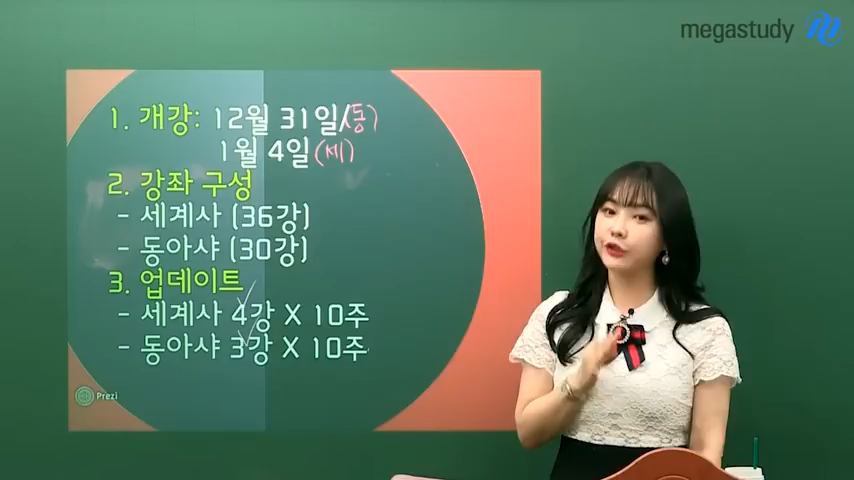 megastudy
1. 개강: 12월 31일/(동)
1월 4일(세)
2. 강좌 구성
- 세계사 (36강)
- 동아샤 (30강)
3. 업데이트
- 세계사 4강 X 10주
- 동아샤 3강 X 10주
Prezi